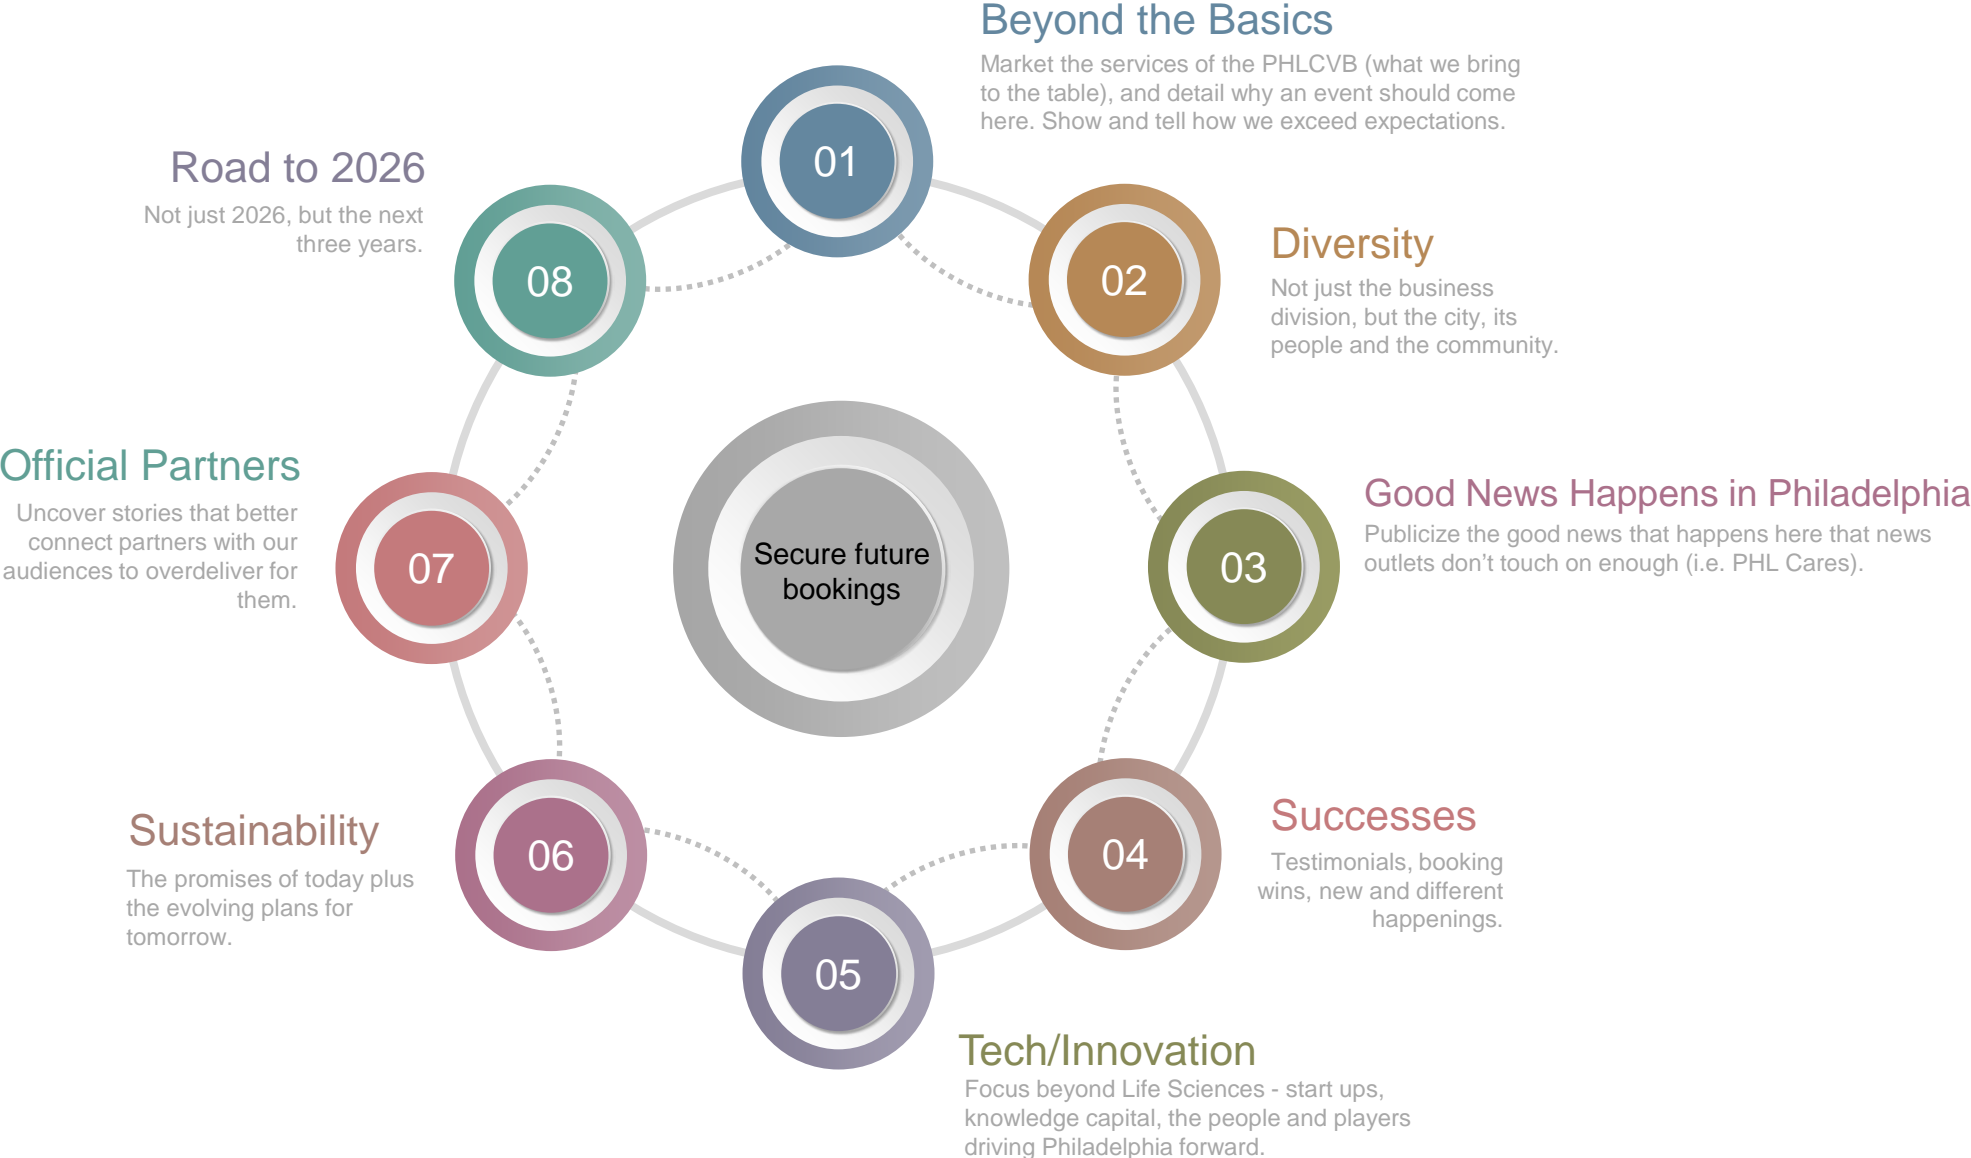 Beyond the Basics
Market the services of the PHLCVB (what we bring
to the table), and detail why an event should come
here. Show and tell how we exceed expectations.
01
Diversity
Not just the business
division, but the city, its
people and the community.
02
Good News Happens in Philadelphia
Publicize the good news that happens here that news
outlets don’t touch on enough (i.e. PHL Cares).
03
Successes
Testimonials, booking
wins, new and different
happenings.
04
Tech/Innovation
Focus beyond Life Sciences - start ups,
knowledge capital, the people and players
driving Philadelphia forward.
05
Sustainability
The promises of today plus
the evolving plans for
tomorrow.
06
Official Partners
Uncover stories that better
connect partners with our
audiences to overdeliver for
them.
07
Road to 2026
Not just 2026, but the next
three years.
08
Secure future
bookings